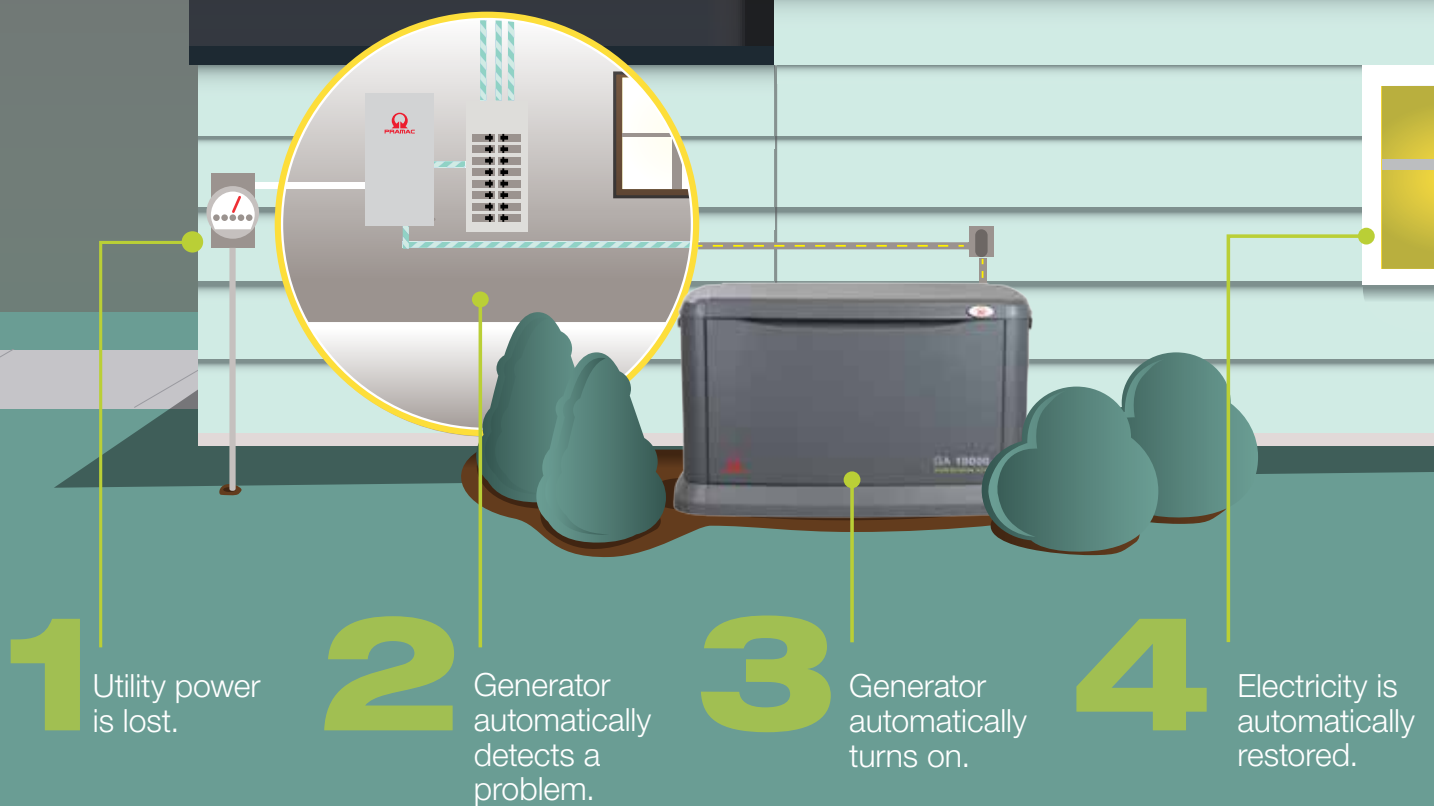 PRAMAC
1
Utility power
is lost.
2
Generator
automatically
detects a
problem.
3
Generator
automatically
turns on.
4
Electricity is
automatically
restored.